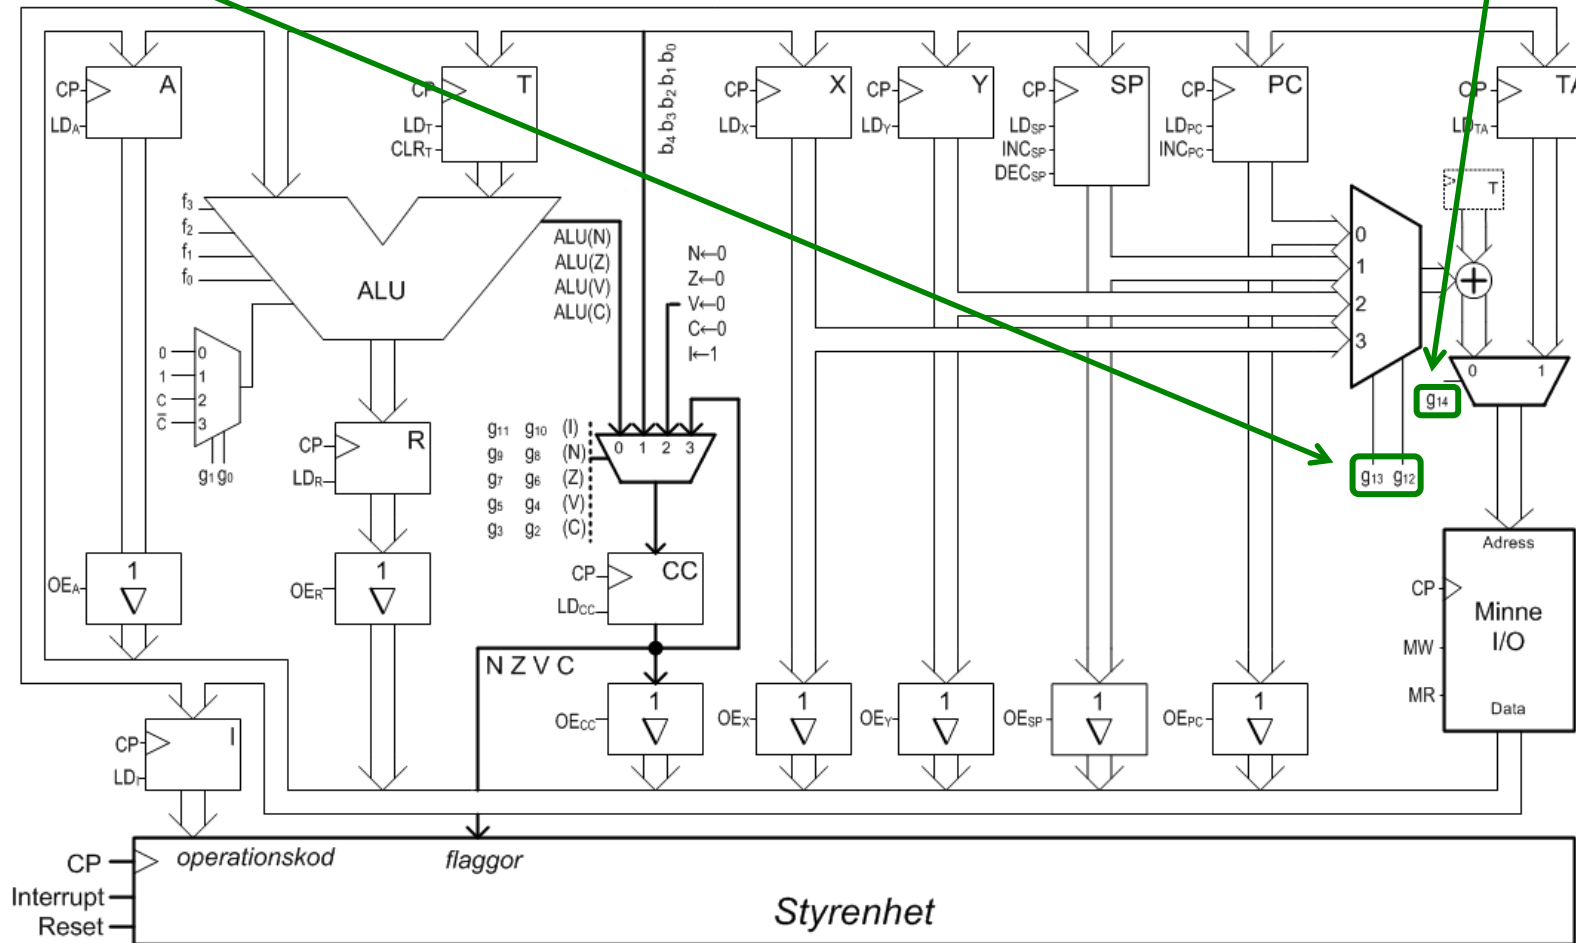 A
CP
LDA
T
CP
LDT
CLRT
b4 b3 b2 b1 b0
X
CP
LDX
Y
CP
LDY
SP
CP
LDSP
INCSP
DECSP
PC
CP
LDPC
INCPC
TA
CP
LDTA
T
f3
f2
f1
f0
ALU
ALU(N)
ALU(Z)
ALU(V)
ALU(C)
N←0
Z←0
V←0
C←0
I←1
0
1
2
3
0 1
g14
g13 g12
0 0
1 1
C 2
C̅ 3
g1 g0
R
CP
LDR
g11 g10 (I)
g9 g8 (N)
g7 g6 (Z)
g5 g4 (V)
g3 g2 (C)
0 1 2 3
CC
CP
LDCC
N Z V C
1
OEA
1
OER
1
OECC
1
OEX
1
OEY
1
OESP
1
OEPC
Adress
CP
Minne
I/O
MW
MR
Data
I
CP
LDI
CP
Interrupt
Reset
operationskod
flaggor
Styrenhet